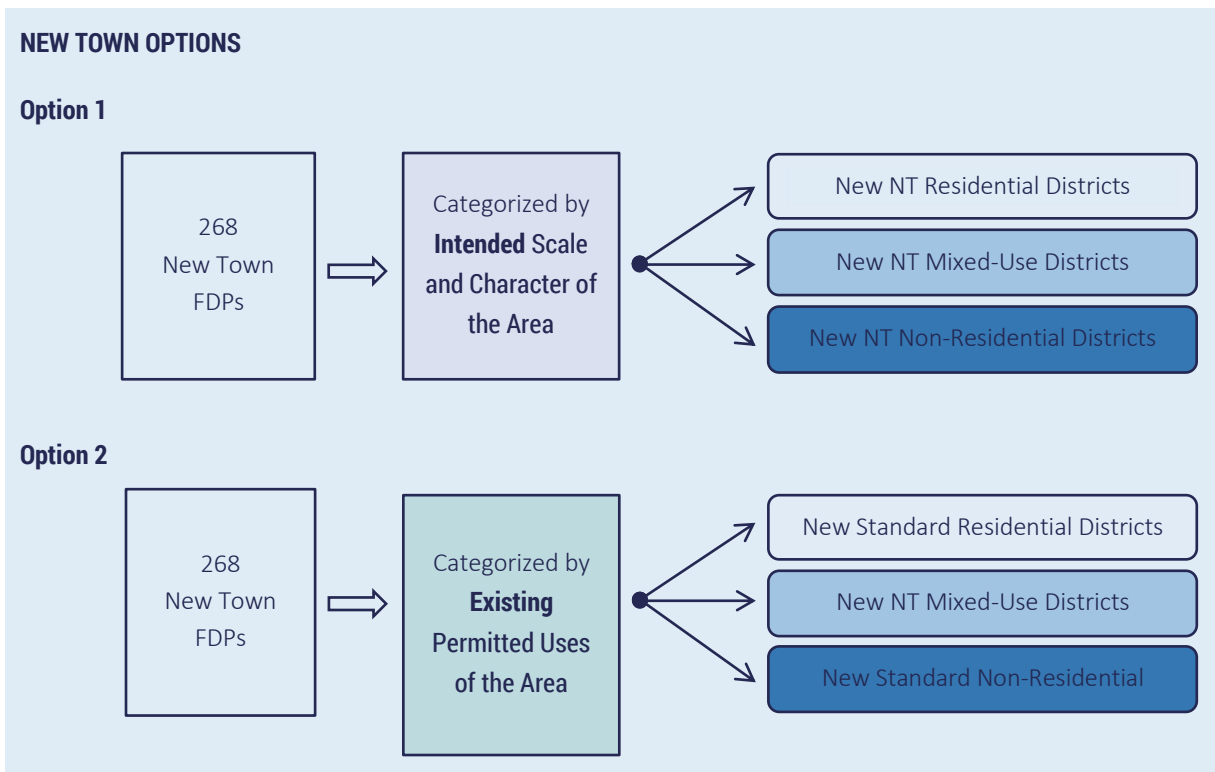 NEW TOWN OPTIONS
Option 1
268
New Town
FDPs
Categorized by
Intended Scale
and Character of
the Area
New NT Residential Districts
New NT Mixed-Use Districts
New NT Non-Residential Districts
Option 2
268
New Town
FDPs
Categorized by
Existing
Permitted Uses
of the Area
New Standard Residential Districts
New NT Mixed-Use Districts
New Standard Non-Residential